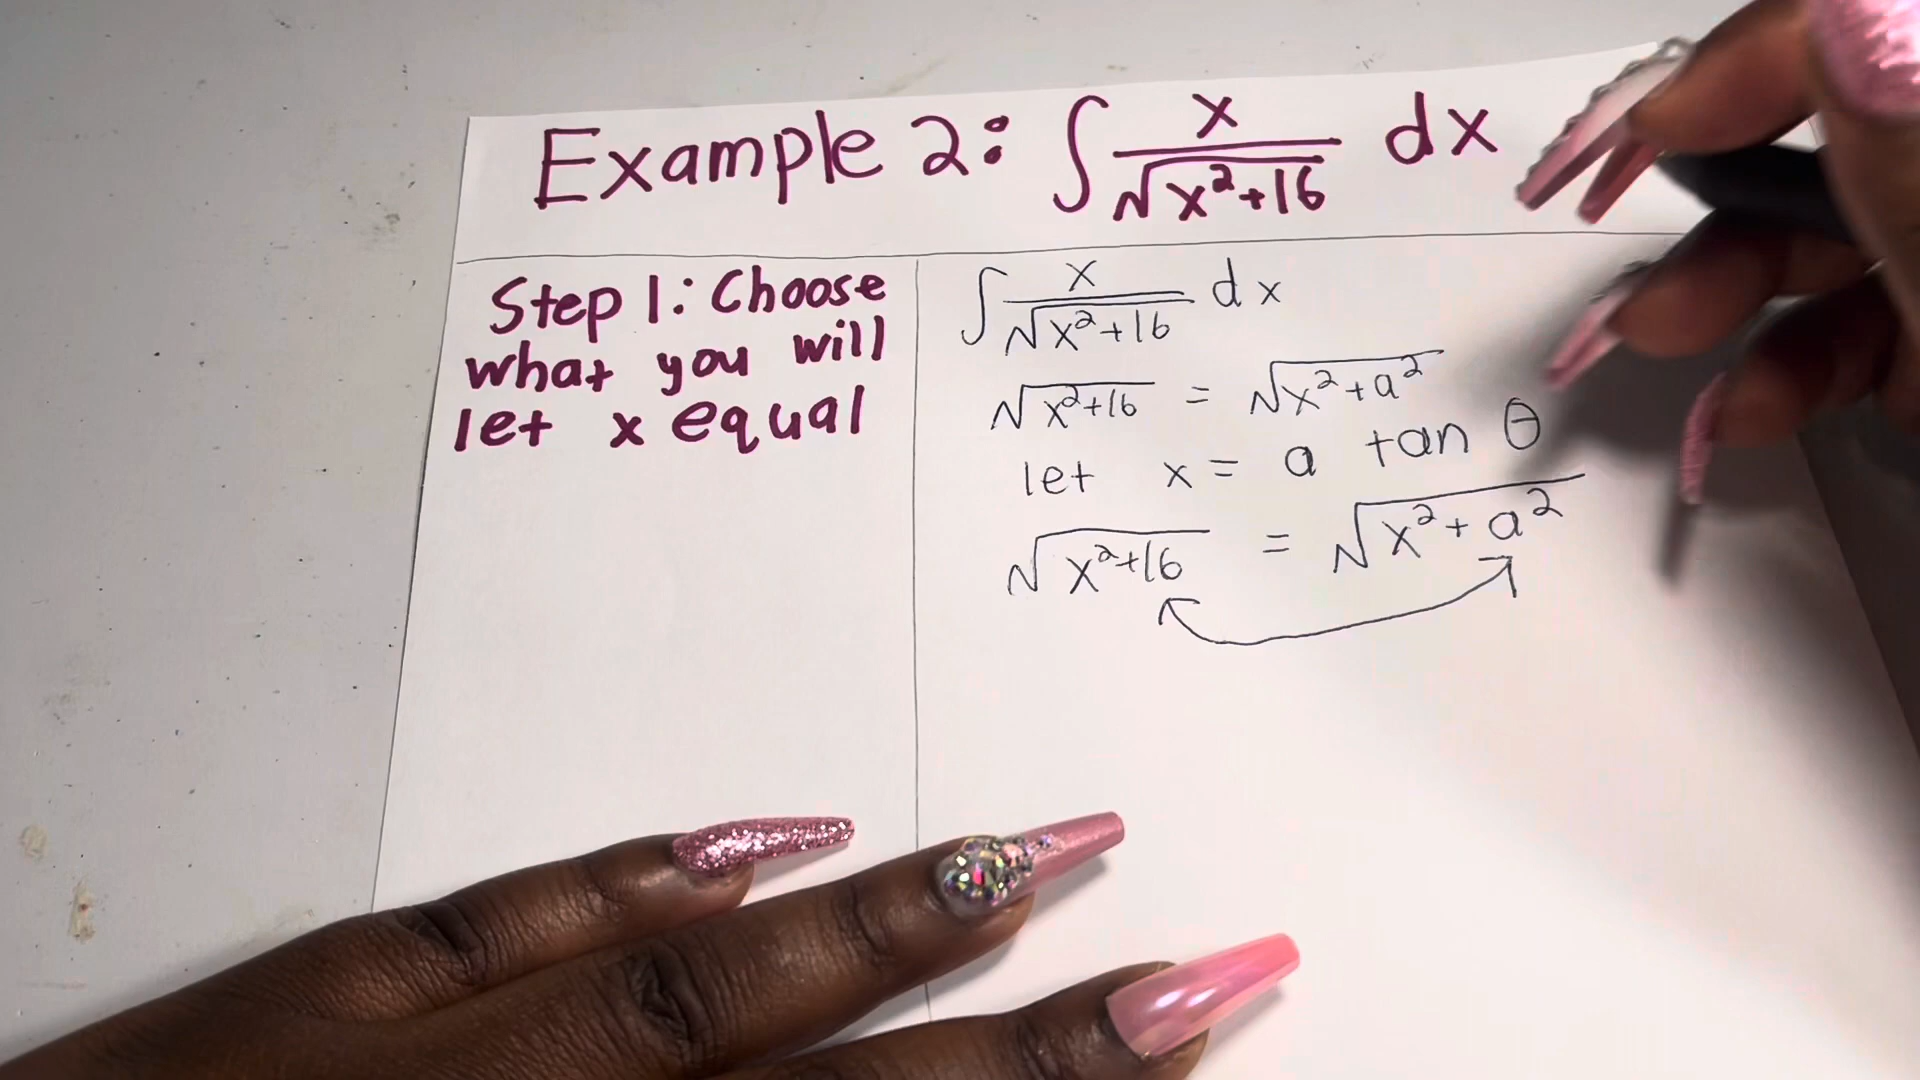 Example 2: ∫ x/√(x²+16) dx
Step 1: Choose
what you will
let x equal
∫ x/√(x²+16) dx
√(x²+16) = √(x²+a²)
let x = a tan θ
√(x²+16) = √(x²+a²)